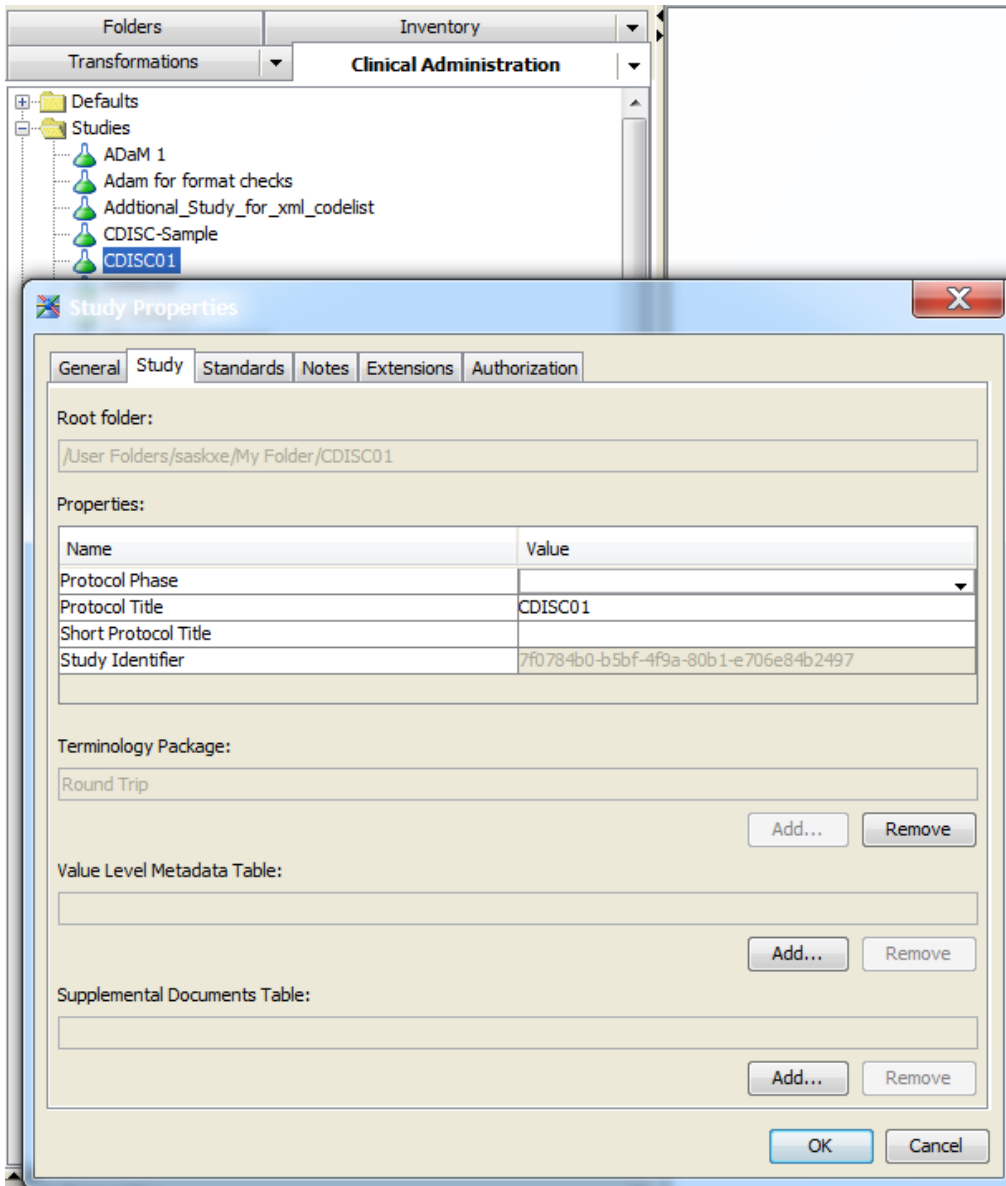 Folders Inventory
Transformations Clinical Administration
Defaults
Studies
ADaM 1
Adam for format checks
Addtional_Study_for_xml_codelist
CDISC-Sample
CDISC01
Study Properties
General Study Standards Notes Extensions Authorization
Root folder:
/User Folders/saskxe/My Folder/CDISC01
Properties:
Name Value
Protocol Phase
Protocol Title CDISC01
Short Protocol Title
Study Identifier 7f0784b0-b5bf-4f9a-80b1-e706e84b2497
Terminology Package:
Round Trip
Add... Remove
Value Level Metadata Table:
Add... Remove
Supplemental Documents Table:
Add... Remove
OK Cancel